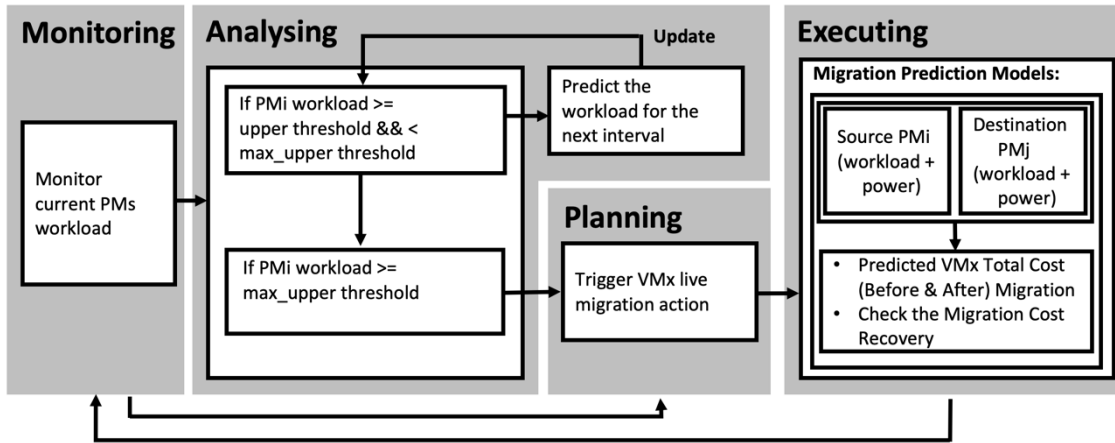 Monitoring
Monitor
current PMs
workload
Analysing
Update
If PMi workload >=
upper threshold && <
max_upper threshold
Predict the
workload for the
next interval
If PMi workload >=
max_upper threshold
Planning
Trigger VMx live
migration action
Executing
Migration Prediction Models:
Source PMi
(workload +
power)
Destination
PMj
(workload +
power)
• Predicted VMx Total Cost
(Before & After) Migration
• Check the Migration Cost
Recovery